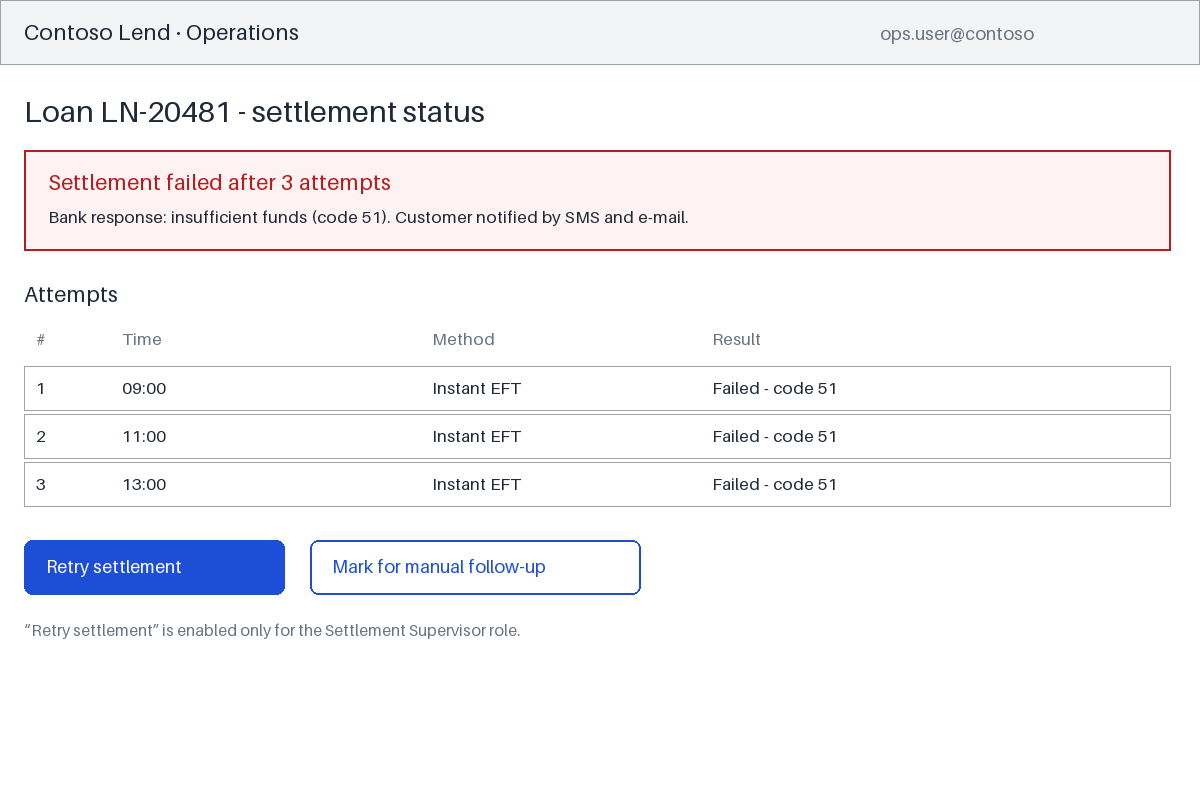 Contoso Lend · Operations
ops.user@contoso
Loan LN-20481 - settlement status
Settlement failed after 3 attempts
Bank response: insufficient funds (code 51). Customer notified by SMS and e-mail.
Attempts
# Time Method Result
1 09:00 Instant EFT Failed - code 51
2 11:00 Instant EFT Failed - code 51
3 13:00 Instant EFT Failed - code 51
Retry settlement
Mark for manual follow-up
“Retry settlement” is enabled only for the Settlement Supervisor role.